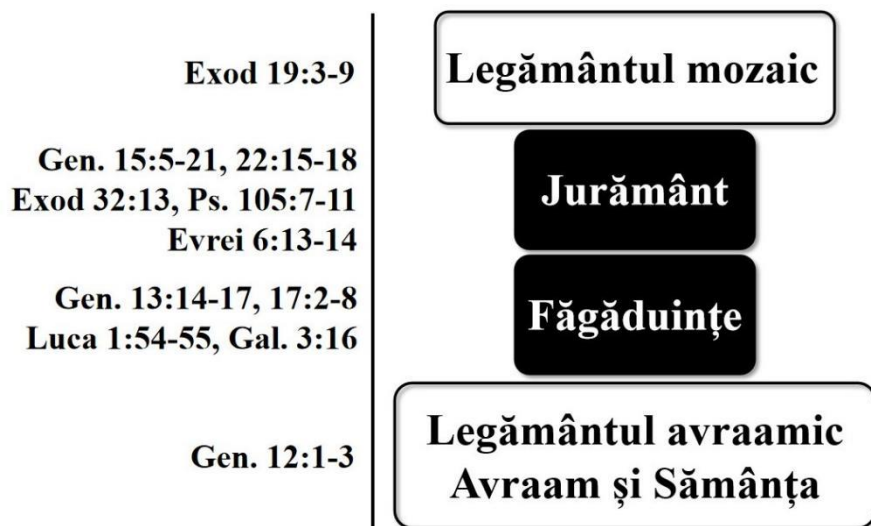 Exod 19:3-9
Legământul mozaic
Gen. 15:5-21, 22:15-18
Exod 32:13, Ps. 105:7-11
Evrei 6:13-14
Jurământ
Gen. 13:14-17, 17:2-8
Luca 1:54-55, Gal. 3:16
Făgăduințe
Gen. 12:1-3
Legământul avraamic
Avraam și Sămânța